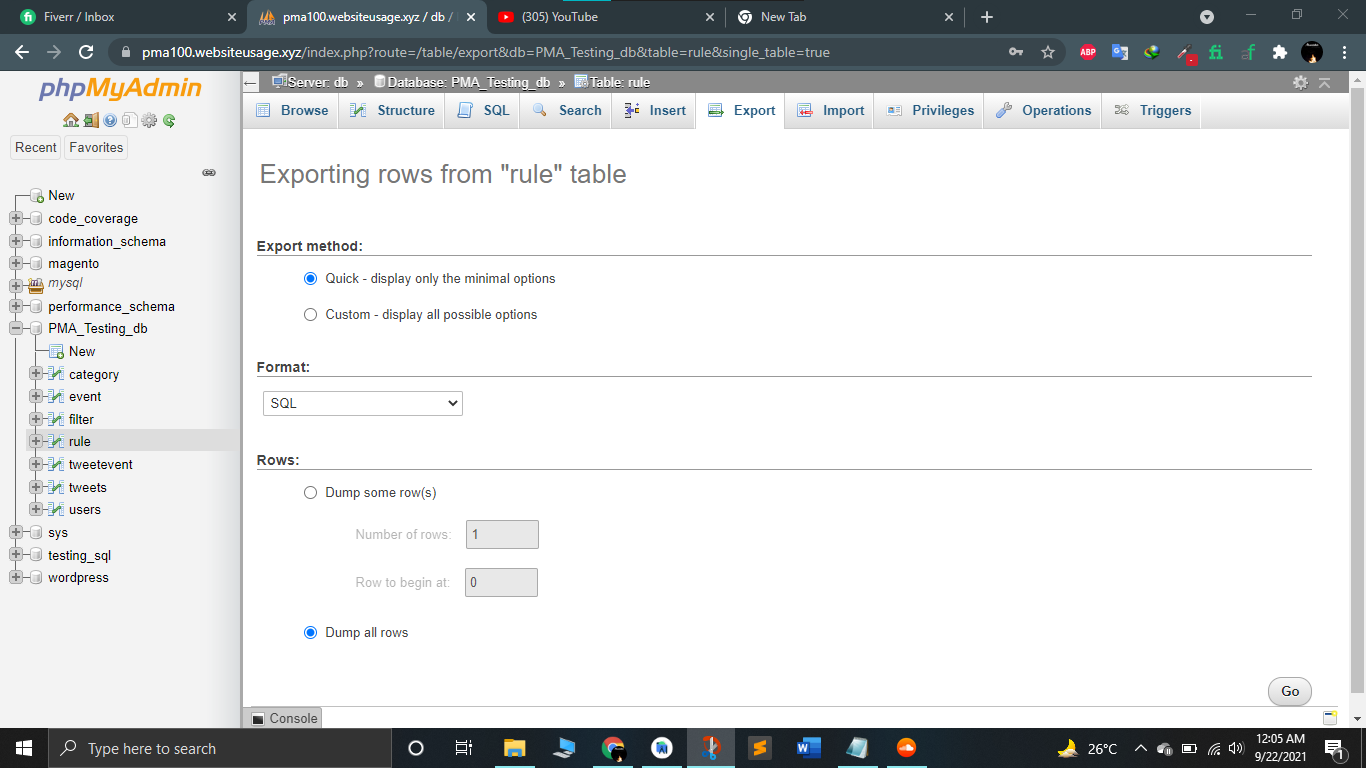 Fiverr / Inbox
pma100.websiteusage.xyz / db /
(305) YouTube
New Tab
pma100.websiteusage.xyz/index.php?route=/table/export&db=PMA_Testing_db&table=rule&single_table=true
ABP
phpMyAdmin
Recent
Favorites
New
code_coverage
information_schema
magento
mysql
performance_schema
PMA_Testing_db
New
category
event
filter
rule
tweetevent
tweets
users
sys
testing_sql
wordpress
Server: db » Database: PMA_Testing_db » Table: rule
Browse
Structure
SQL
Search
Insert
Export
Import
Privileges
Operations
Triggers
Exporting rows from "rule" table
Export method:
Quick - display only the minimal options
Custom - display all possible options
Format:
SQL
Rows:
Dump some row(s)
Number of rows: 1
Row to begin at: 0
Dump all rows
Go
Console
Type here to search
26°C
12:05 AM
9/22/2021
1